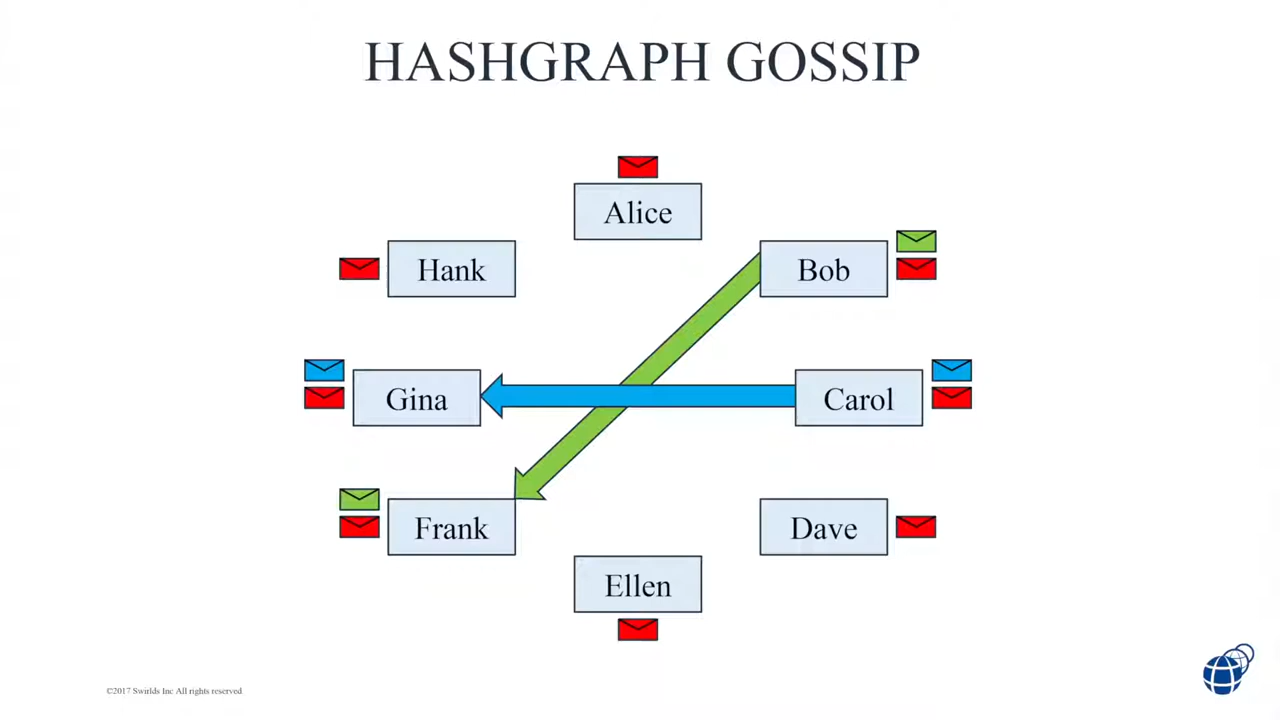 HASHGRAPH GOSSIP
Alice
Hank
Bob
Gina
Carol
Frank
Dave
Ellen
©2017 Swirlds Inc All rights reserved